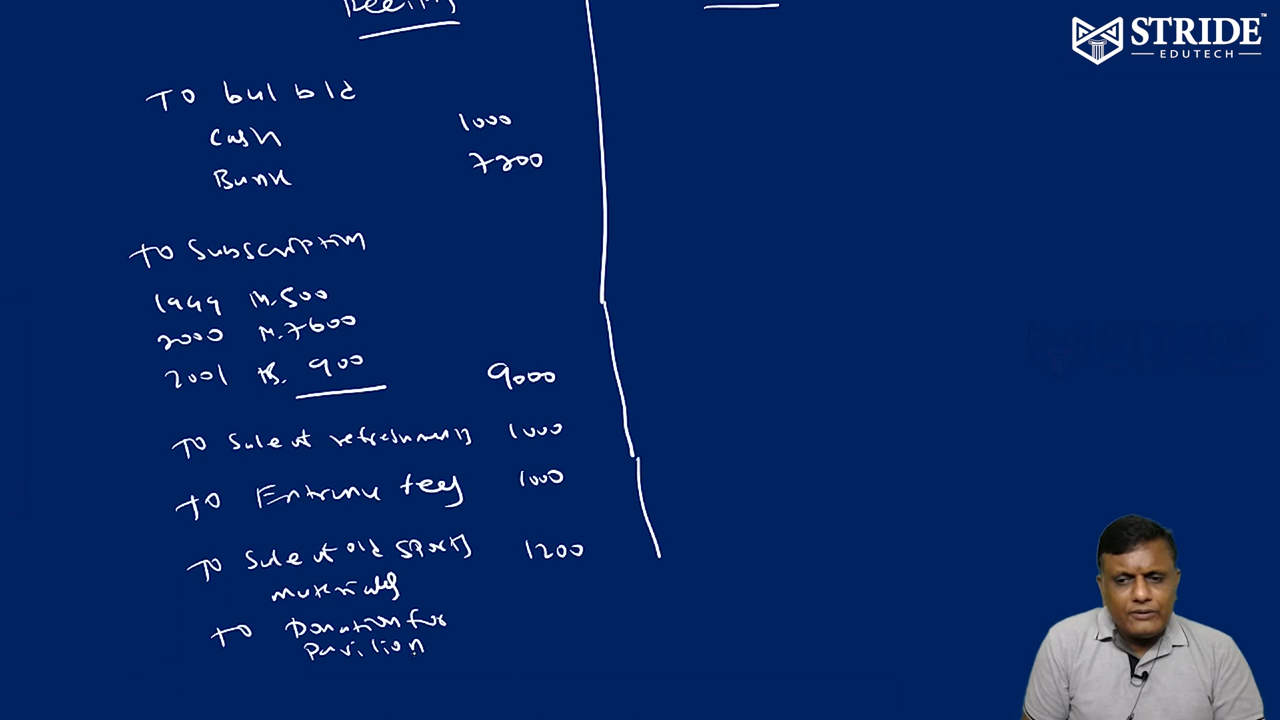 STRIDE
EDUTECH
TM
To bal b/d
Cash 1000
Bank 7200
To Subscription
1999 Rs. 500
2000 Rs. 7600
2001 Rs. 900 9000
To Sale of refreshments 1000
To Entrance fees 1000
To Sale of old sports 1200
materials
To Donation for
Pavilion